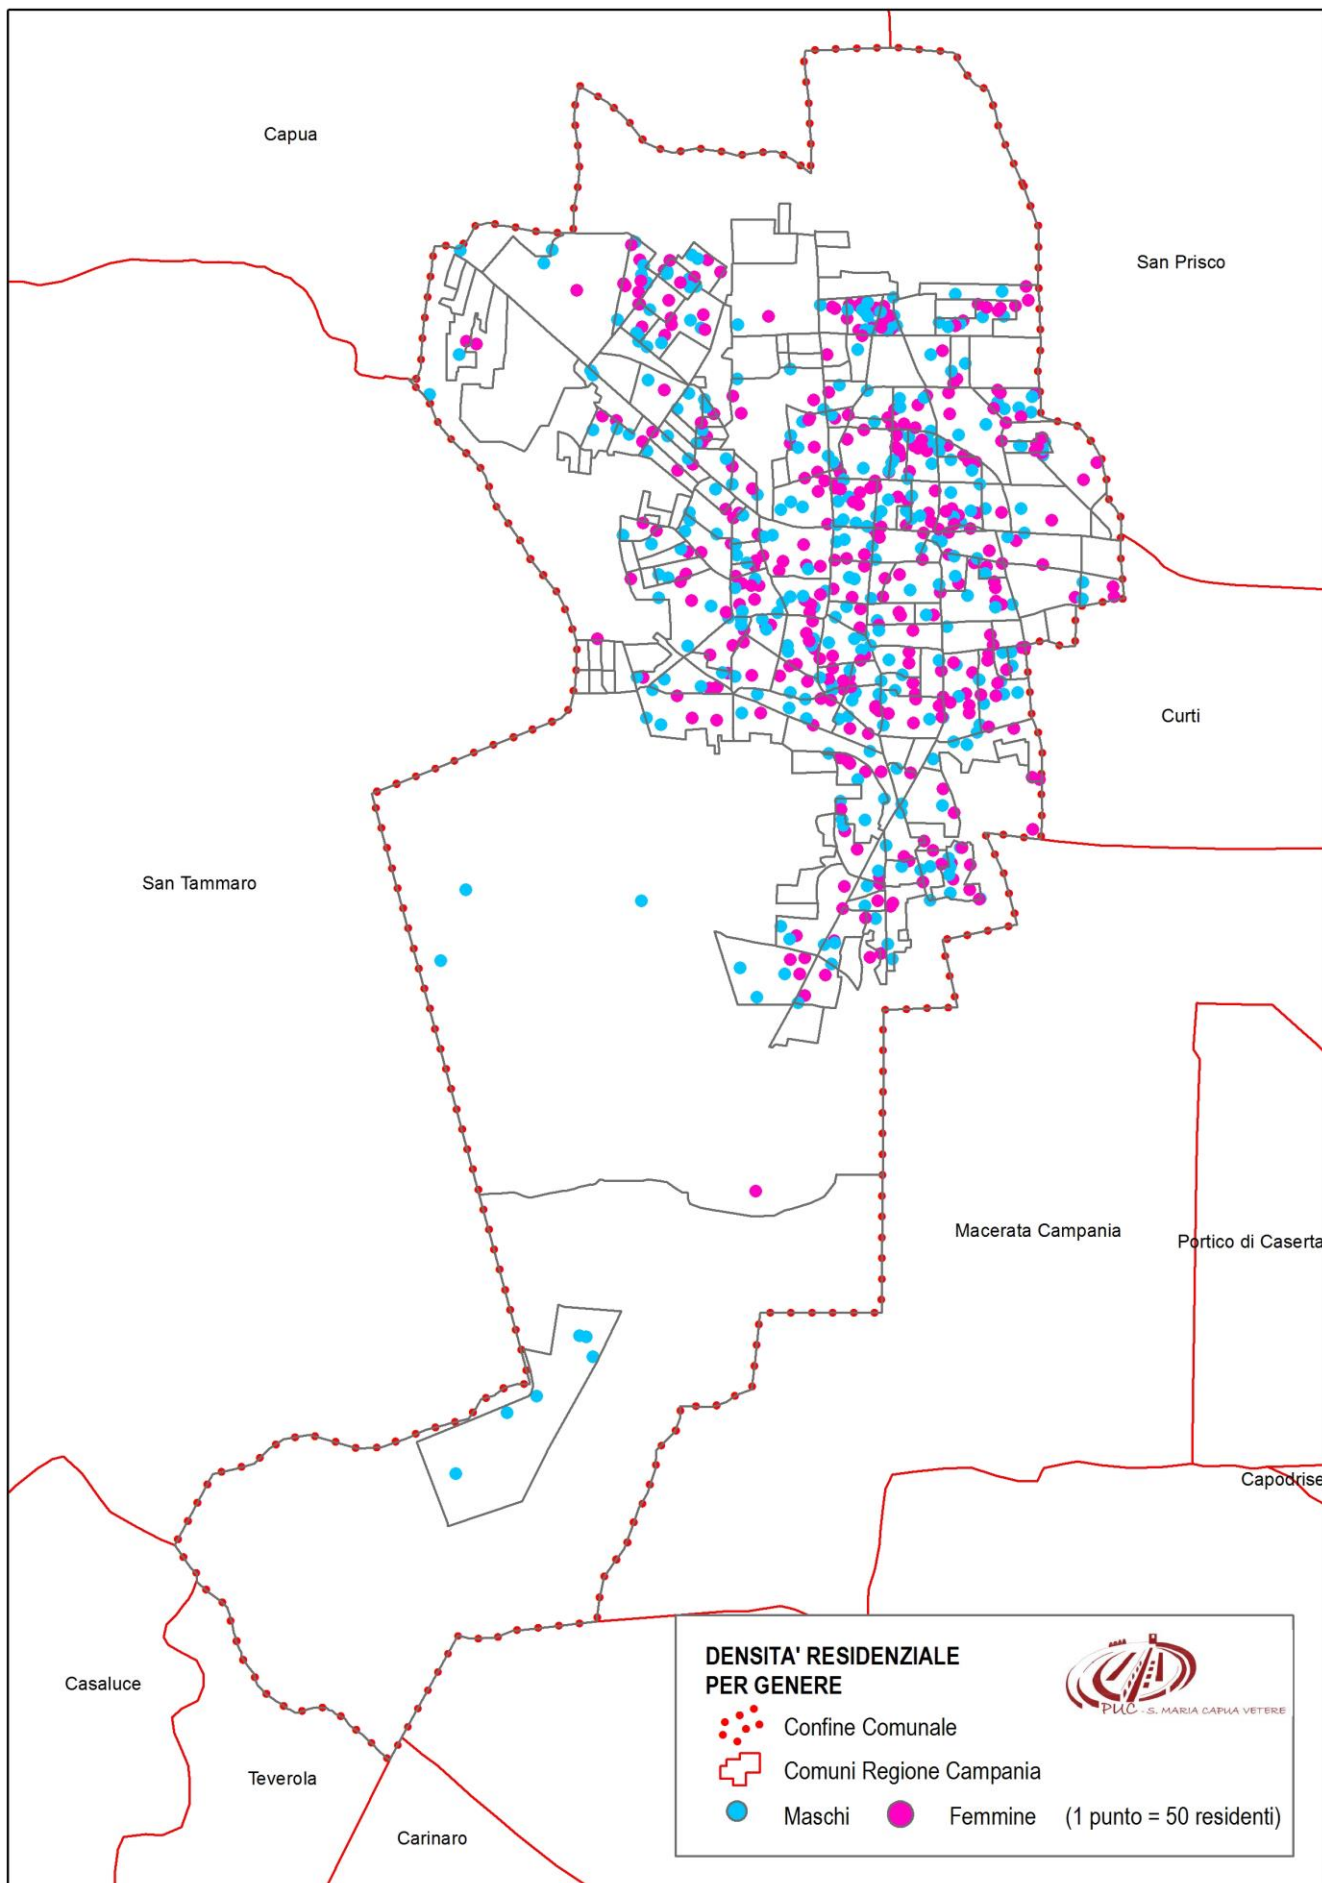 Capua
San Prisco
Curti
San Tammaro
Macerata Campania
Portico di Caserta
Capodrise
Casaluce
Teverola
Carinaro
DENSITA' RESIDENZIALE
PER GENERE
PUC - S. MARIA CAPUA VETERE
Confine Comunale
Comuni Regione Campania
Maschi Femmine (1 punto = 50 residenti)